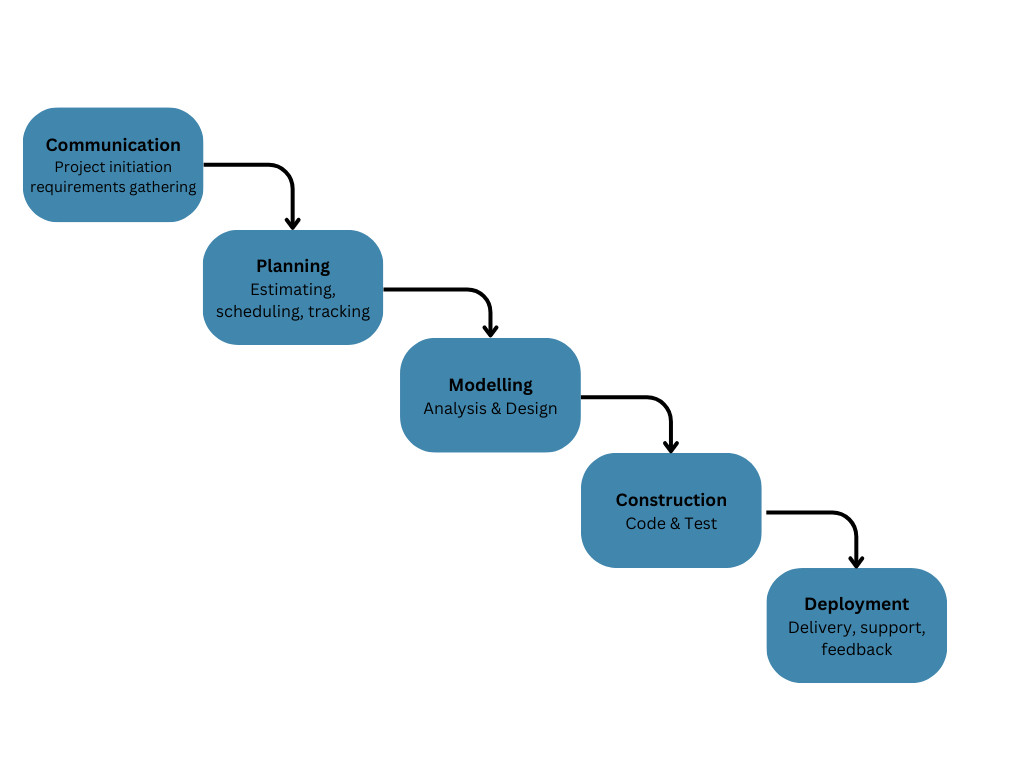 Communication
Project initiation
requirements gathering
Planning
Estimating,
scheduling, tracking
Modelling
Analysis & Design
Construction
Code & Test
Deployment
Delivery, support,
feedback